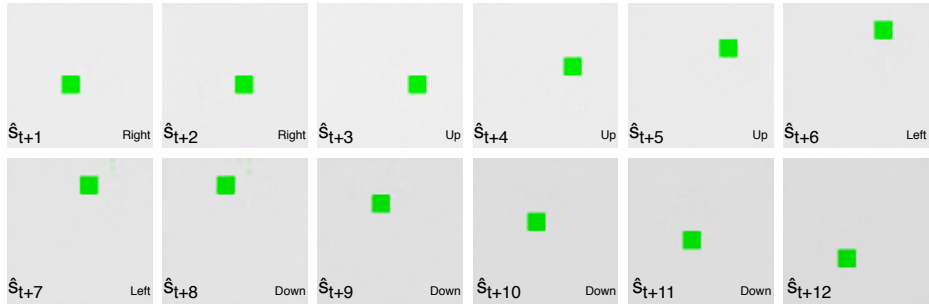 ŝt+1 Right
ŝt+2 Right
ŝt+3 Up
ŝt+4 Up
ŝt+5 Up
ŝt+6 Left
ŝt+7 Left
ŝt+8 Down
ŝt+9 Down
ŝt+10 Down
ŝt+11 Down
ŝt+12